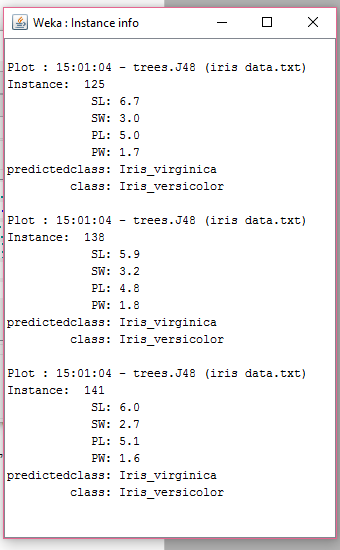 Weka : Instance info
Plot : 15:01:04 - trees.J48 (iris data.txt)
Instance: 125
SL: 6.7
SW: 3.0
PL: 5.0
PW: 1.7
predictedclass: Iris_virginica
class: Iris_versicolor
Plot : 15:01:04 - trees.J48 (iris data.txt)
Instance: 138
SL: 5.9
SW: 3.2
PL: 4.8
PW: 1.8
predictedclass: Iris_virginica
class: Iris_versicolor
Plot : 15:01:04 - trees.J48 (iris data.txt)
Instance: 141
SL: 6.0
SW: 2.7
PL: 5.1
PW: 1.6
predictedclass: Iris_virginica
class: Iris_versicolor